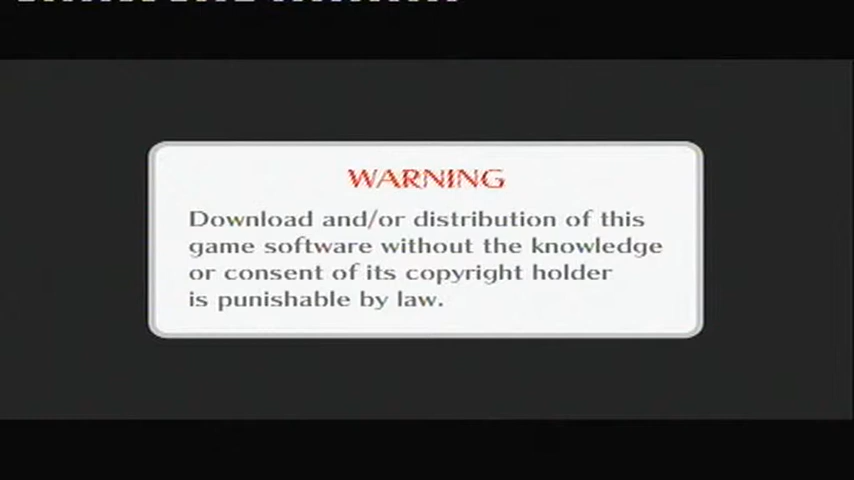 WARNING
Download and/or distribution of this
game software without the knowledge
or consent of its copyright holder
is punishable by law.